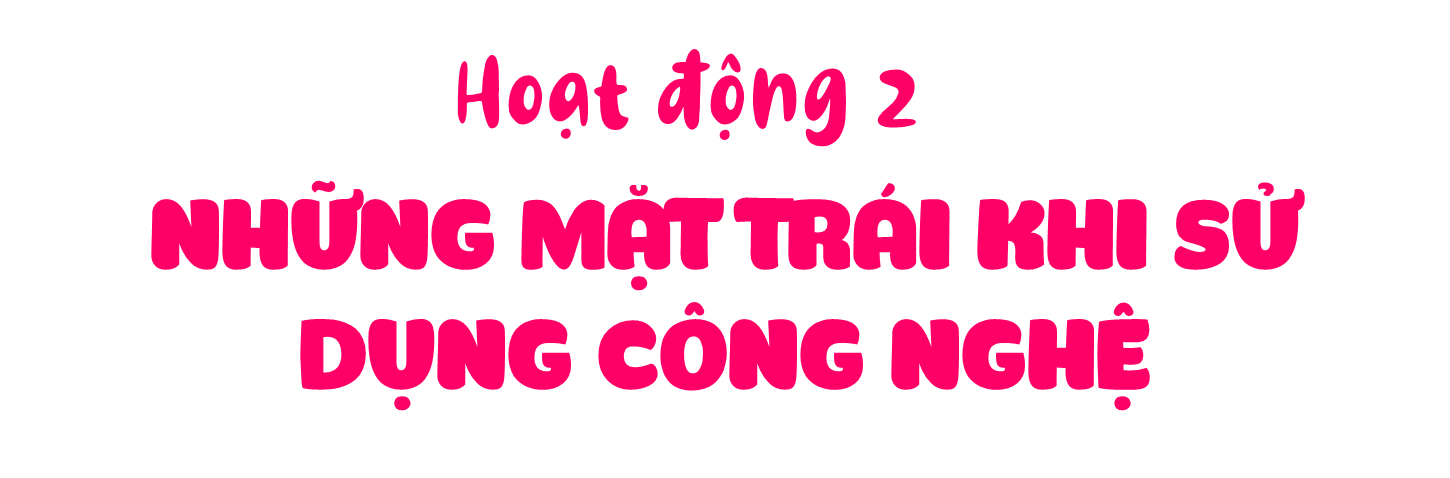 Hoạt động 2
NHỮNG MẶT TRÁI KHI SỬ
DỤNG CÔNG NGHỆ